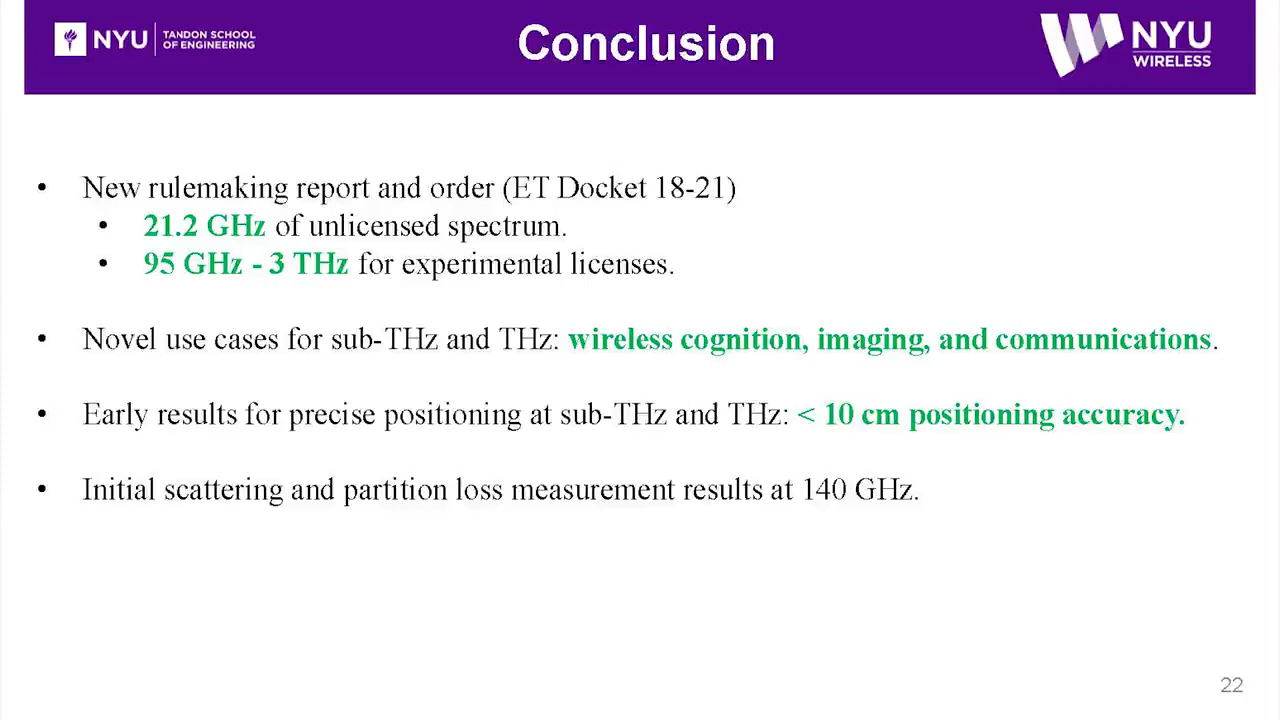 NYU TANDON SCHOOL
OF ENGINEERING
Conclusion
NYU
WIRELESS
• New rulemaking report and order (ET Docket 18-21)
• 21.2 GHz of unlicensed spectrum.
• 95 GHz - 3 THz for experimental licenses.
• Novel use cases for sub-THz and THz: wireless cognition, imaging, and communications.
• Early results for precise positioning at sub-THz and THz: < 10 cm positioning accuracy.
• Initial scattering and partition loss measurement results at 140 GHz.
22